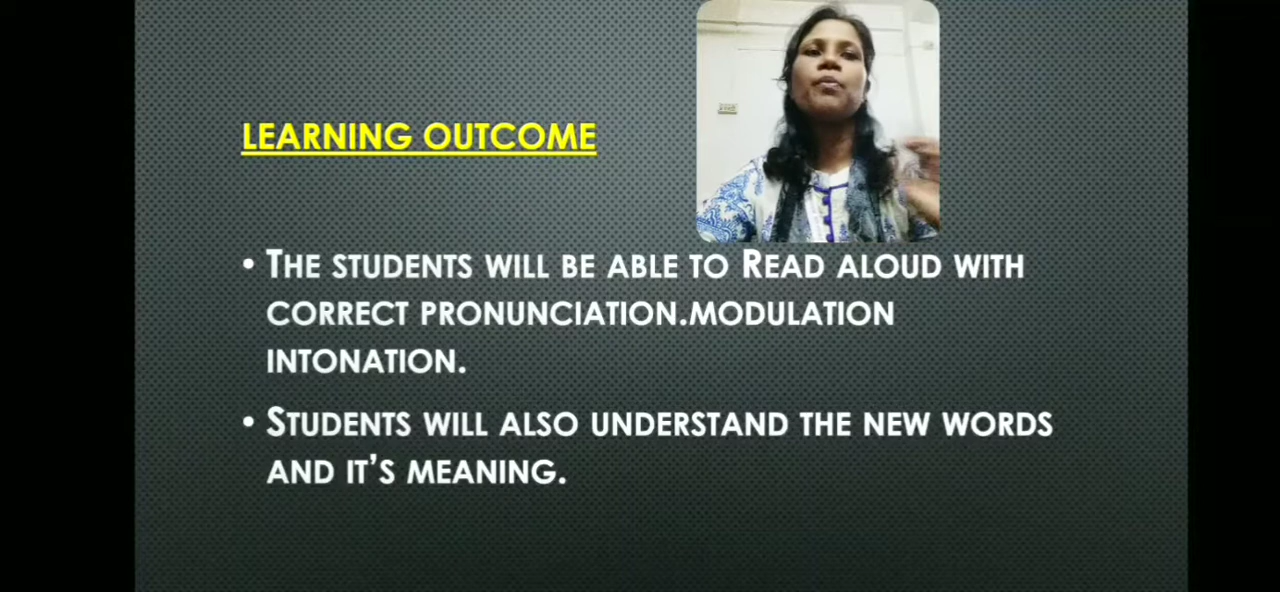 LEARNING OUTCOME
• THE STUDENTS WILL BE ABLE TO READ ALOUD WITH
CORRECT PRONUNCIATION.MODULATION
INTONATION.
• STUDENTS WILL ALSO UNDERSTAND THE NEW WORDS
AND IT’S MEANING.